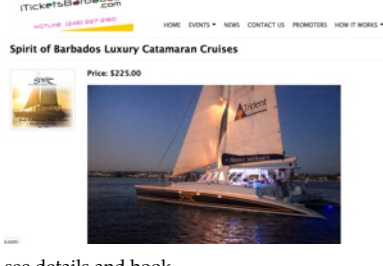 iTicketsBarbados
.com
HOTLINE (246) 227 2160
HOME EVENTS NEWS CONTACT US PROMOTERS HOW IT WORKS
Spirit of Barbados Luxury Catamaran Cruises
Price: $225.00
Trident
see details and book